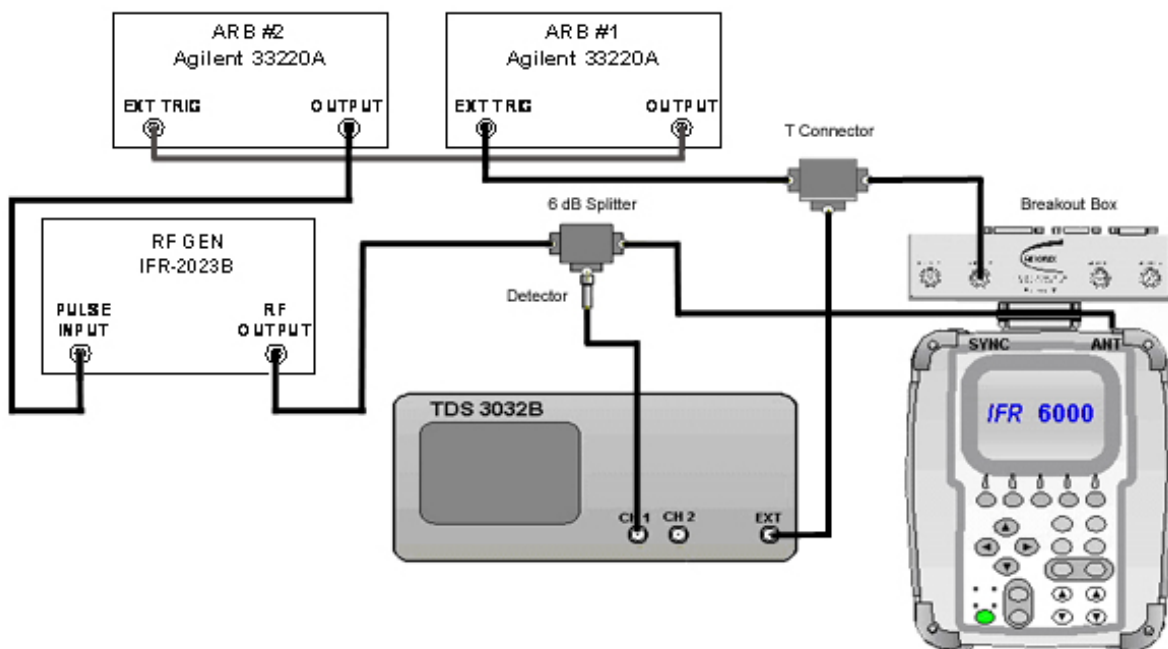 ARB #2
Agilent 33220A
EXT TRIG
OUTPUT
ARB #1
Agilent 33220A
EXT TRIG
OUTPUT
T Connector
6 dB Splitter
Breakout Box
RF GEN
IFR-2023B
PULSE
INPUT
RF
OUTPUT
Detector
SYNC
ANT
TDS 3032B
IFR 6000
CH 1
CH 2
EXT